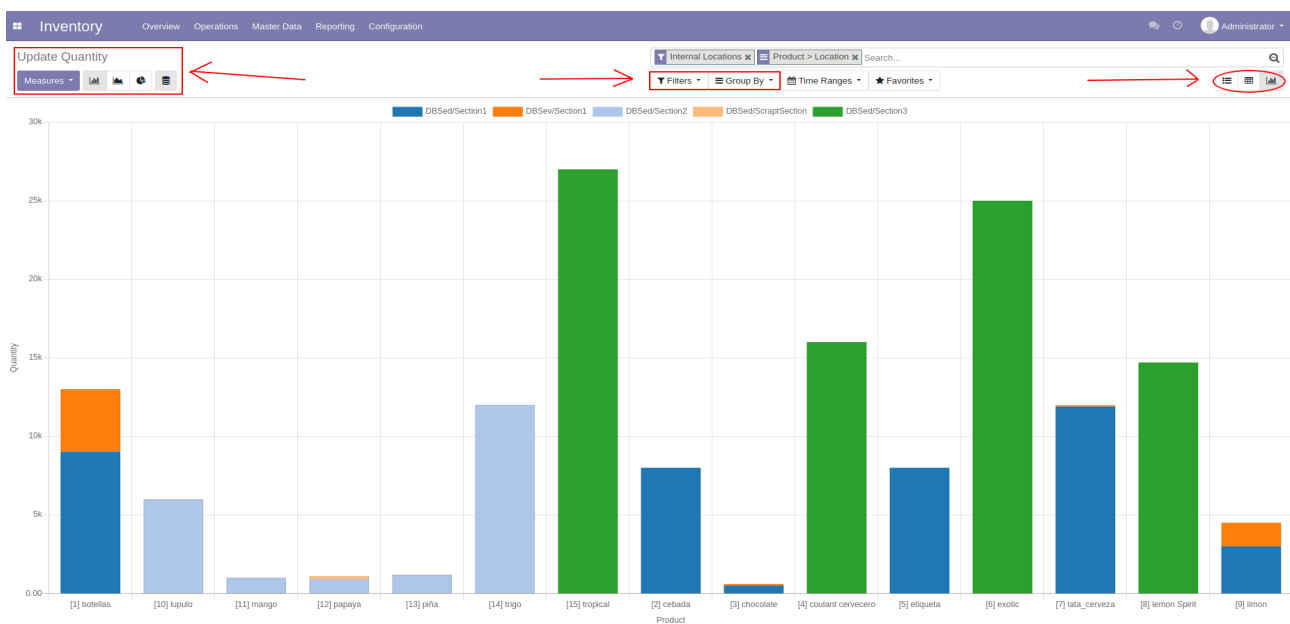 Inventory Overview Operations Master Data Reporting Configuration Administrator
Update Quantity Internal Locations Product > Location Search...
Measures Filters Group By Time Ranges Favorites
DBSed/Section1 DBSev/Section1 DBSed/Section2 DBSed/ScraptSection DBSed/Section3
30k
25k
20k
15k
Quantity
10k
5k
0.00
[1] botellas [10] lupulo [11] mango [12] papaya [13] piña [14] trigo [15] tropical [2] cebada [3] chocolate [4] coulant cervecero [5] etiqueta [6] exotic [7] lata_cerveza [8] lemon Spirit [9] limon
Product